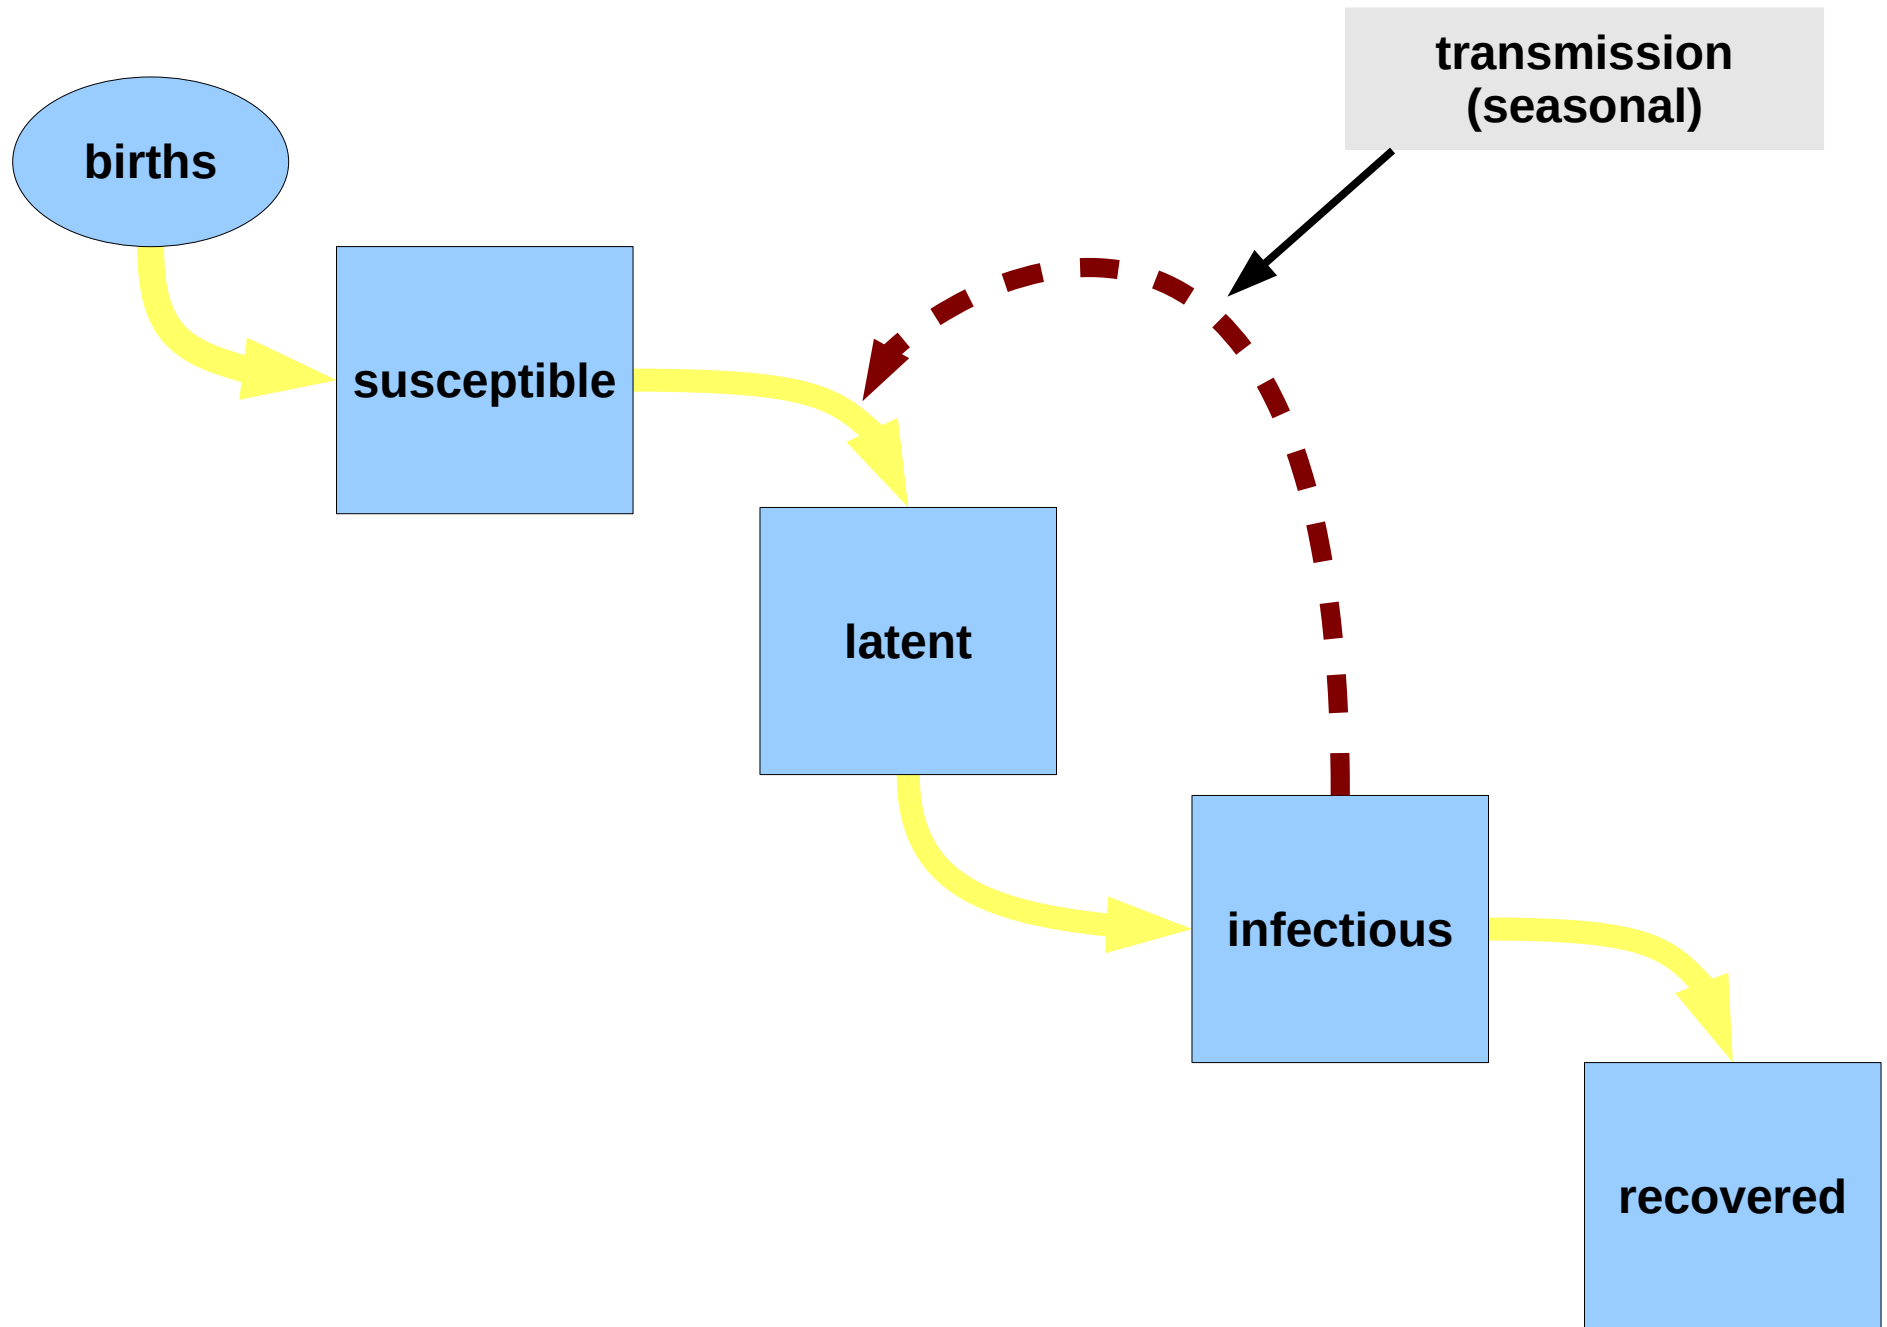 transmission
(seasonal)
births
susceptible
latent
infectious
recovered